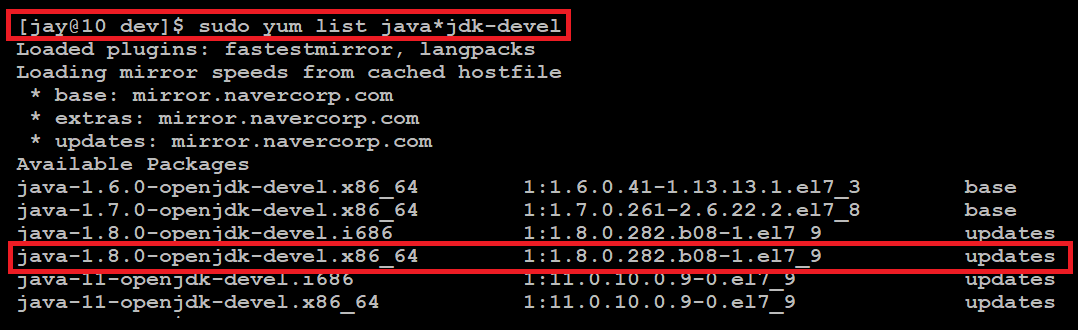 [jay@10 dev]$ sudo yum list java*jdk-devel
Loaded plugins: fastestmirror, langpacks
Loading mirror speeds from cached hostfile
 * base: mirror.navercorp.com
 * extras: mirror.navercorp.com
 * updates: mirror.navercorp.com
Available Packages
java-1.6.0-openjdk-devel.x86_64 1:1.6.0.41-1.13.13.1.el7_3 base
java-1.7.0-openjdk-devel.x86_64 1:1.7.0.261-2.6.22.2.el7_8 base
java-1.8.0-openjdk-devel.i686 1:1.8.0.282.b08-1.el7_9 updates
java-1.8.0-openjdk-devel.x86_64 1:1.8.0.282.b08-1.el7_9 updates
java-11-openjdk-devel.i686 1:11.0.10.0.9-0.el7_9 updates
java-11-openjdk-devel.x86_64 1:11.0.10.0.9-0.el7_9 updates